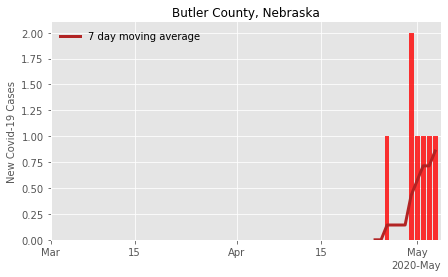 Butler County, Nebraska
7 day moving average
New Covid-19 Cases
2.00
1.75
1.50
1.25
1.00
0.75
0.50
0.25
0.00
Mar
15
Apr
15
May
2020-May